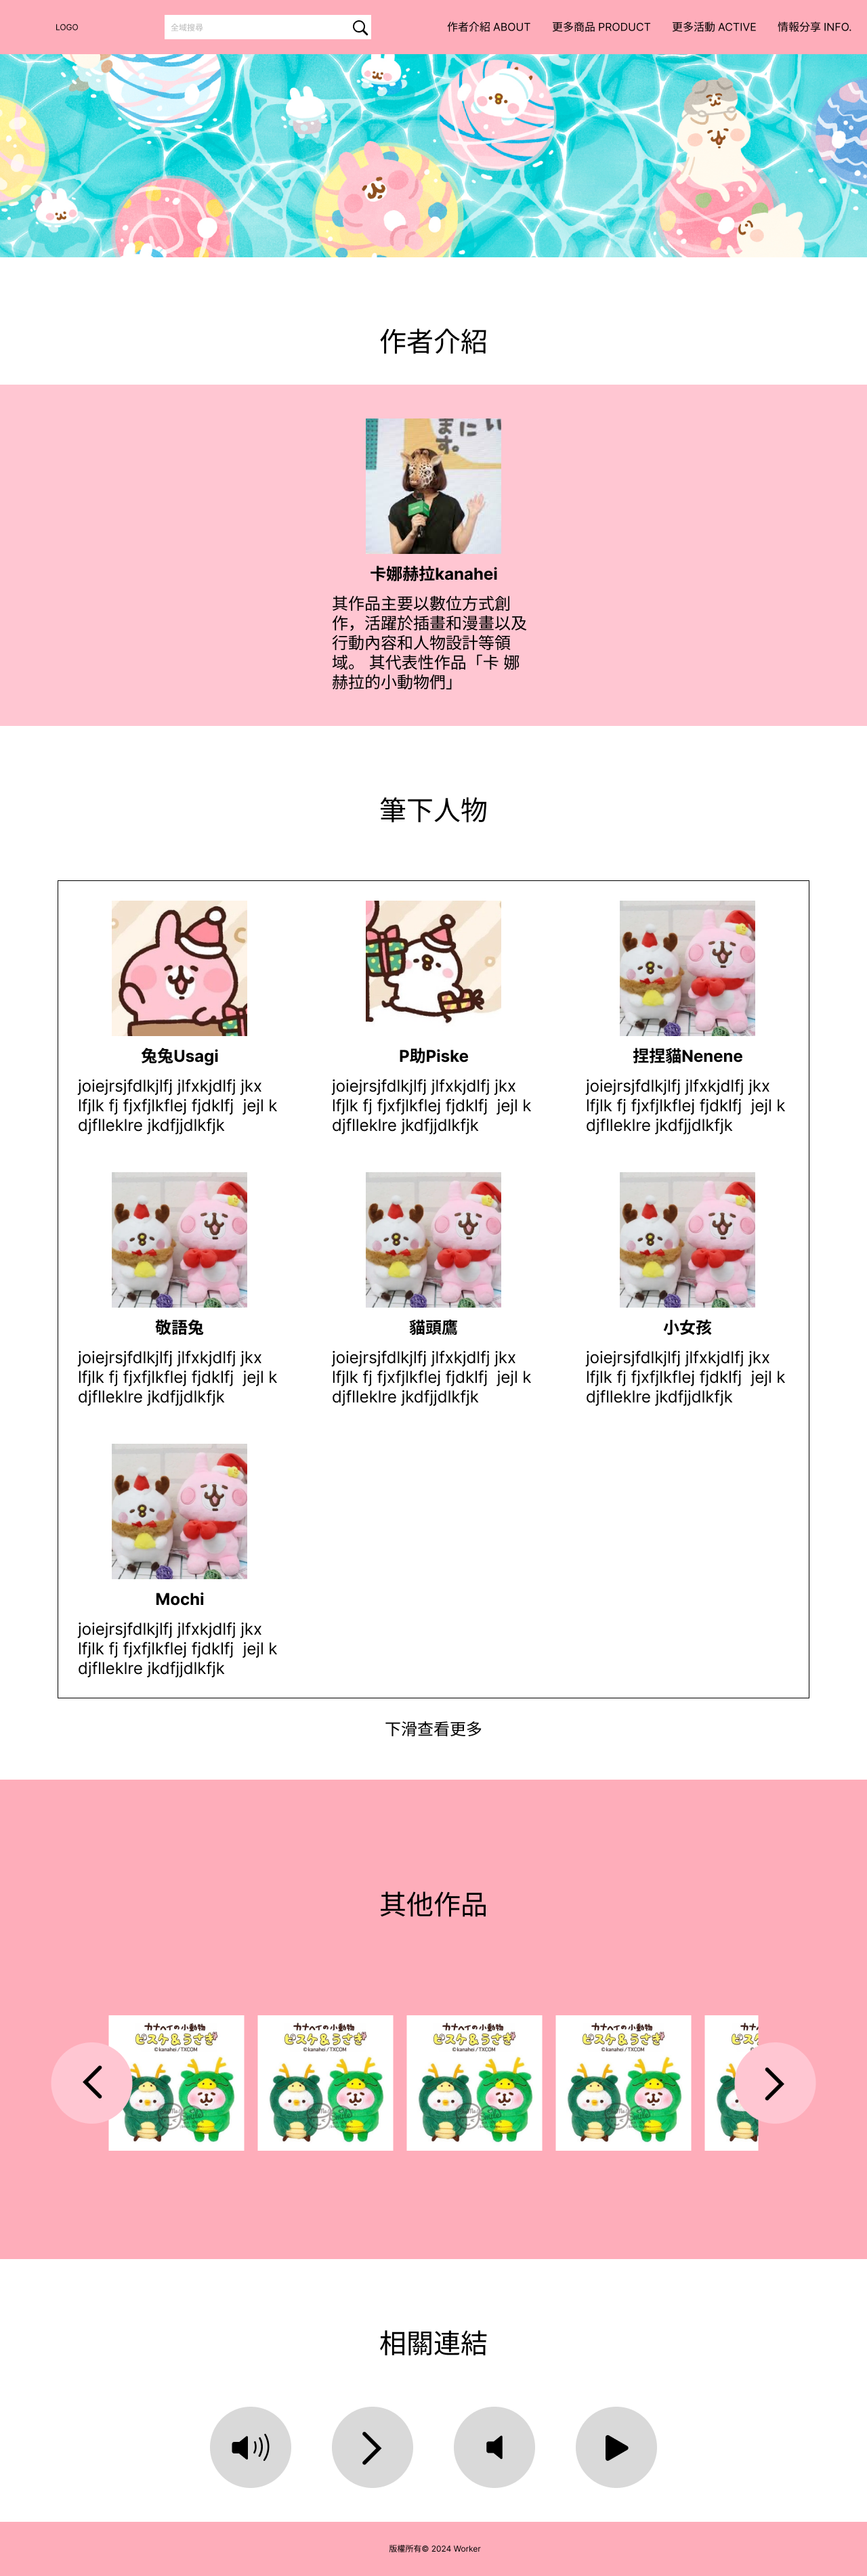 LOGO
全域搜尋
作者介紹 ABOUT
更多商品 PRODUCT
更多活動 ACTIVE
情報分享 INFO.
作者介紹
卡娜赫拉kanahei
其作品主要以數位方式創
作，活躍於插畫和漫畫以及
行動內容和人物設計等領
域。 其代表性作品「卡 娜
赫拉的小動物們」
筆下人物
兔兔Usagi
joiejrsjfdlkjlfj jlfxkjdlfj jkx
lfjlk fj fjxfjlkflej fjdklfj  jejl k
djflleklre jkdfjjdlkfjk
P助Piske
joiejrsjfdlkjlfj jlfxkjdlfj jkx
lfjlk fj fjxfjlkflej fjdklfj  jejl k
djflleklre jkdfjjdlkfjk
捏捏貓Nenene
joiejrsjfdlkjlfj jlfxkjdlfj jkx
lfjlk fj fjxfjlkflej fjdklfj  jejl k
djflleklre jkdfjjdlkfjk
敬語兔
joiejrsjfdlkjlfj jlfxkjdlfj jkx
lfjlk fj fjxfjlkflej fjdklfj  jejl k
djflleklre jkdfjjdlkfjk
貓頭鷹
joiejrsjfdlkjlfj jlfxkjdlfj jkx
lfjlk fj fjxfjlkflej fjdklfj  jejl k
djflleklre jkdfjjdlkfjk
小女孩
joiejrsjfdlkjlfj jlfxkjdlfj jkx
lfjlk fj fjxfjlkflej fjdklfj  jejl k
djflleklre jkdfjjdlkfjk
Mochi
joiejrsjfdlkjlfj jlfxkjdlfj jkx
lfjlk fj fjxfjlkflej fjdklfj  jejl k
djflleklre jkdfjjdlkfjk
下滑查看更多
其他作品
カナヘイの小動物
ピスケ&うさぎ
©kanahei/TXCOM
カナヘイの小動物
ピスケ&うさぎ
©kanahei/TXCOM
カナヘイの小動物
ピスケ&うさぎ
©kanahei/TXCOM
カナヘイの小動物
ピスケ&うさぎ
©kanahei/TXCOM
相關連結
版權所有© 2024 Worker